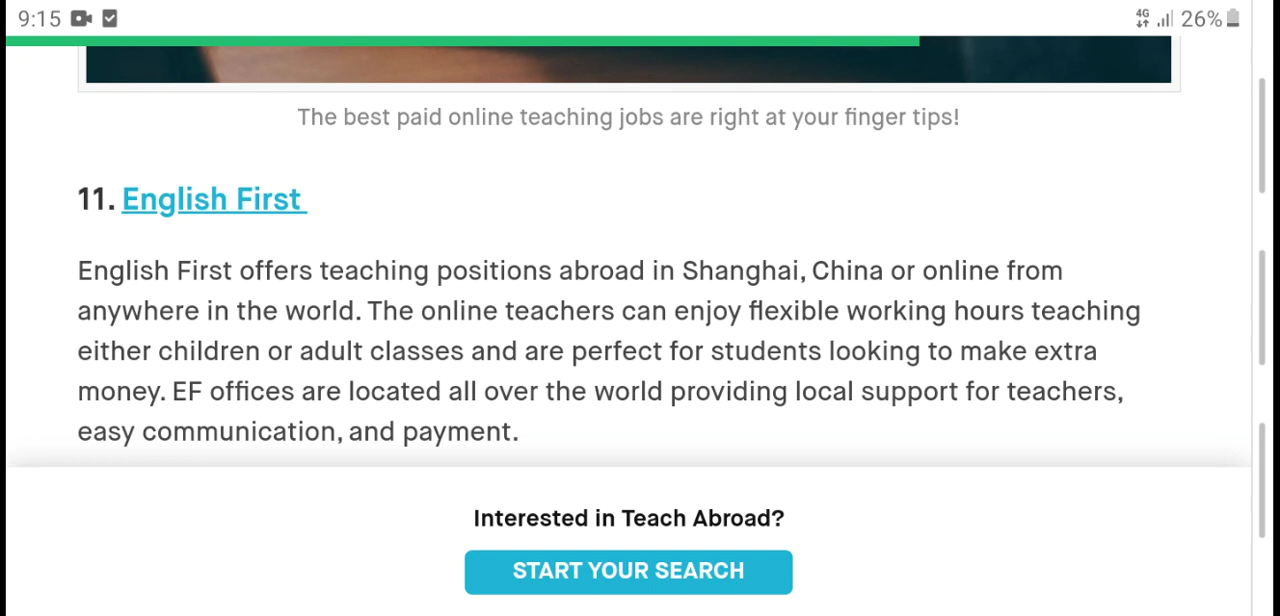 9:15
4G 26%
The best paid online teaching jobs are right at your finger tips!
11. English First
English First offers teaching positions abroad in Shanghai, China or online from
anywhere in the world. The online teachers can enjoy flexible working hours teaching
either children or adult classes and are perfect for students looking to make extra
money. EF offices are located all over the world providing local support for teachers,
easy communication, and payment.
Interested in Teach Abroad?
START YOUR SEARCH